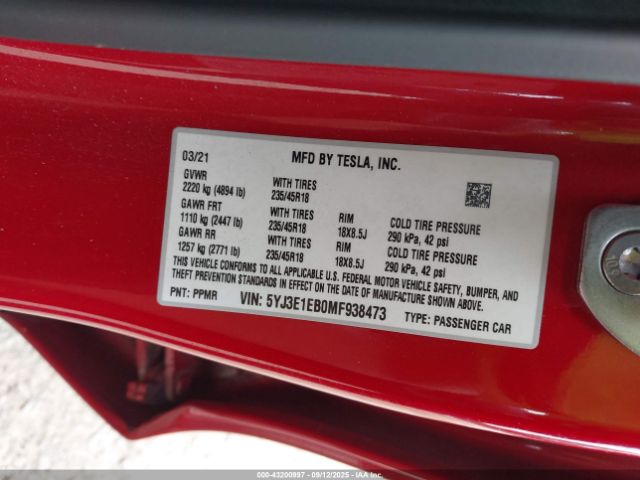 03/21 MFD BY TESLA, INC.
GVWR
2220 kg (4894 lb) WITH TIRES 235/45R18
GAWR FRT
1110 kg (2447 lb) WITH TIRES 235/45R18 RIM 18X8.5J COLD TIRE PRESSURE 290 kPa, 42 psi
GAWR RR
1257 kg (2771 lb) WITH TIRES 235/45R18 RIM 18X8.5J COLD TIRE PRESSURE 290 kPa, 42 psi
THIS VEHICLE CONFORMS TO ALL APPLICABLE U.S. FEDERAL MOTOR VEHICLE SAFETY, BUMPER, AND
THEFT PREVENTION STANDARDS IN EFFECT ON THE DATE OF MANUFACTURE SHOWN ABOVE.
PNT: PPMR VIN: 5YJ3E1EB0MF938473 TYPE: PASSENGER CAR
000-43200997 09/12/2025 IAA